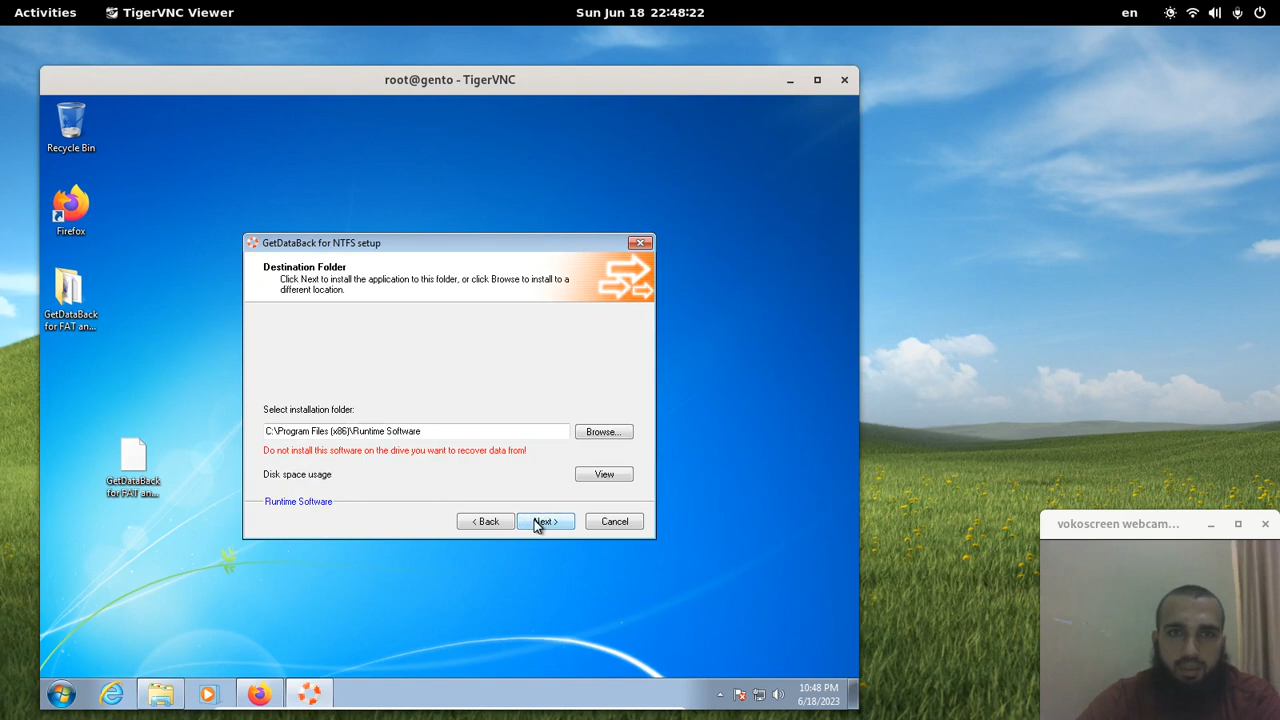 Activities
TigerVNC Viewer
Sun Jun 18 22:48:22
en
root@gento - TigerVNC
Recycle Bin
Firefox
GetDataBack
for FAT an...
GetDataBack
for FAT an...
GetDataBack for NTFS setup
Destination Folder
Click Next to install the application to this folder, or click Browse to install to a
different location.
Select installation folder:
C:\Program Files (x86)\Runtime Software
Browse...
Do not install this software on the drive you want to recover data from!
Disk space usage
View
Runtime Software
< Back
Next >
Cancel
vokoscreen webcam...
10:48 PM
6/18/2023